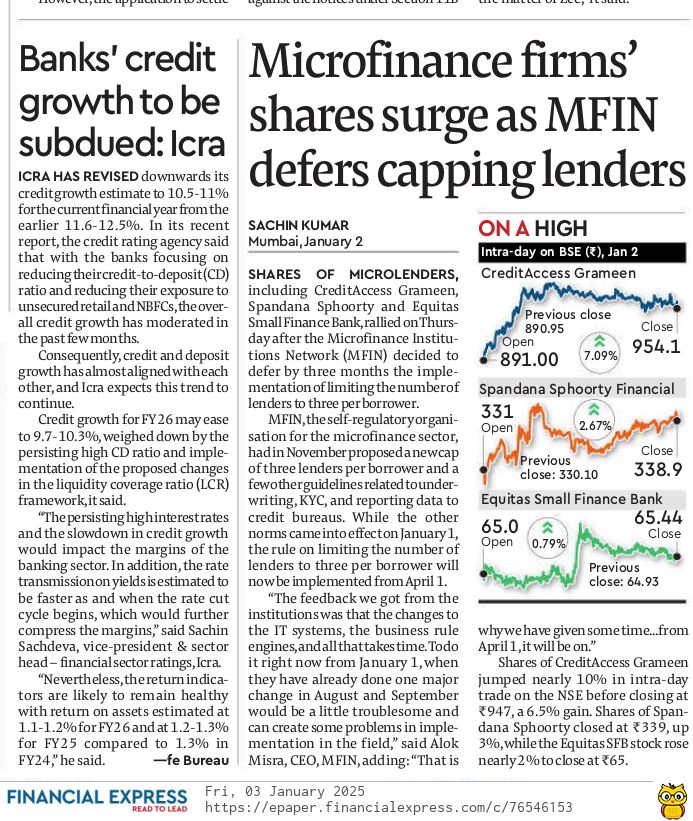 However, the application to settle
against the notices under Section 11B
the matter of Zee," it said.
Banks' credit
growth to be
subdued: Icra
ICRA HAS REVISED downwards its
credit growth estimate to 10.5-11%
for the current financial year from the
earlier 11.6-12.5%. In its recent
report, the credit rating agency said
that with the banks focusing on
reducing their credit-to-deposit (CD)
ratio and reducing their exposure to
unsecured retail and NBFCs, the over-
all credit growth has moderated in
the past few months.
Consequently, credit and deposit
growth has almost aligned with each
other, and Icra expects this trend to
continue.
Credit growth for FY26 may ease
to 9.7-10.3%, weighed down by the
persisting high CD ratio and imple-
mentation of the proposed changes
in the liquidity coverage ratio (LCR)
framework, it said.
"The persisting high interest rates
and the slowdown in credit growth
would impact the margins of the
banking sector. In addition, the rate
transmission on yields is estimated to
be faster as and when the rate cut
cycle begins, which would further
compress the margins," said Sachin
Sachdeva, vice-president & sector
head – financial sector ratings, Icra.
"Nevertheless, the return indica-
tors are likely to remain healthy
with return on assets estimated at
1.1-1.2% for FY26 and at 1.2-1.3%
for FY25 compared to 1.3% in
FY24," he said. —fe Bureau
Microfinance firms'
shares surge as MFIN
defers capping lenders
SACHIN KUMAR
Mumbai, January 2
SHARES OF MICROLENDERS,
including CreditAccess Grameen,
Spandana Sphoorty and Equitas
Small Finance Bank, rallied on Thurs-
day after the Microfinance Institu-
tions Network (MFIN) decided to
defer by three months the imple-
mentation of limiting the number of
lenders to three per borrower.
MFIN, the self-regulatory organi-
sation for the microfinance sector,
had in November proposed a new cap
of three lenders per borrower and a
few other guidelines related to under-
writing, KYC, and reporting data to
credit bureaus. While the other
norms came into effect on January 1,
the rule on limiting the number of
lenders to three per borrower will
now be implemented from April 1.
"The feedback we got from the
institutions was that the changes to
the IT systems, the business rule
engines, and all that takes time. To do
it right now from January 1, when
they have already done one major
change in August and September
would be a little troublesome and
can create some problems in imple-
mentation in the field," said Alok
Misra, CEO, MFIN, adding: "That is
ON A HIGH
Intra-day on BSE (₹), Jan 2
CreditAccess Grameen
Previous close
890.95
Open
891.00
7.09%
Close
954.1
Spandana Sphoorty Financial
331
Open
2.67%
Previous
close: 330.10
Close
338.9
Equitas Small Finance Bank
65.0
Open
0.79%
65.44
Close
Previous
close: 64.93
why we have given some time...from
April 1, it will be on."
Shares of CreditAccess Grameen
jumped nearly 10% in intra-day
trade on the NSE before closing at
₹947, a 6.5% gain. Shares of Span-
dana Sphoorty closed at ₹339, up
3%, while the Equitas SFB stock rose
nearly 2% to close at ₹65.
FINANCIAL EXPRESS
READ TO LEAD
Fri, 03 January 2025
https://epaper.financialexpress.com/c/76546153